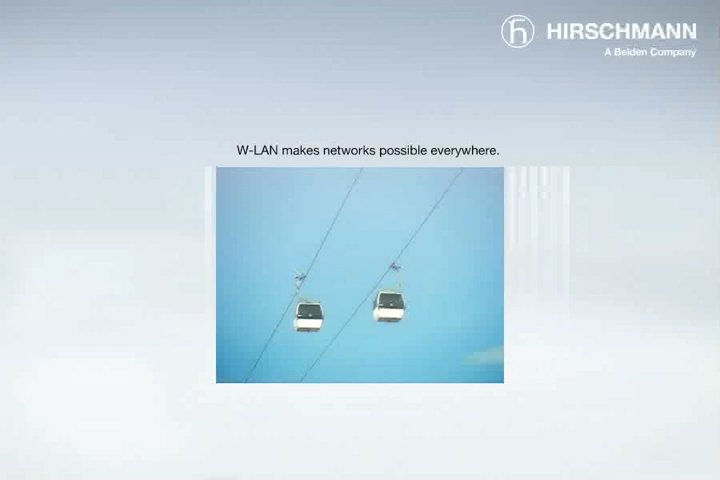 HIRSCHMANN
A Belden Company
W-LAN makes networks possible everywhere.